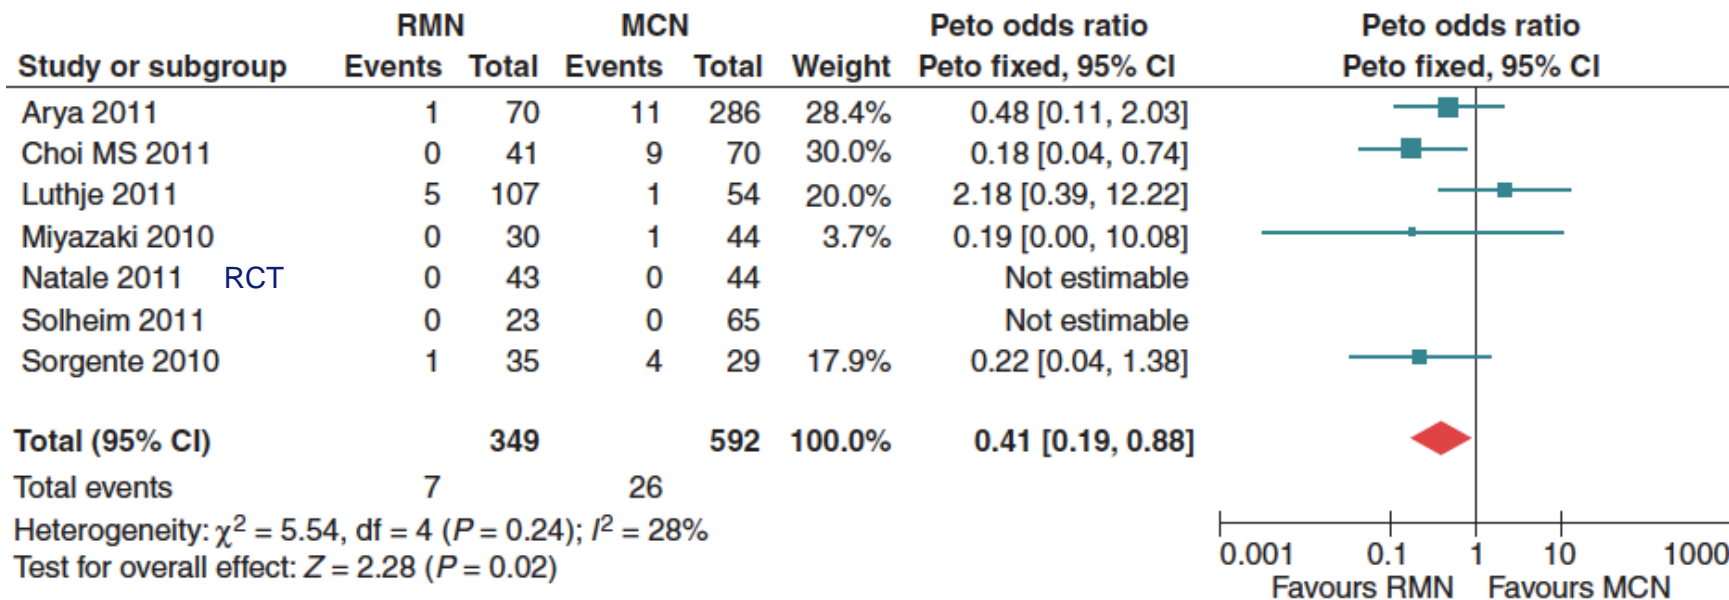 RMN MCN Peto odds ratio Peto odds ratio
Study or subgroup Events Total Events Total Weight Peto fixed, 95% CI Peto fixed, 95% CI
Arya 2011 1 70 11 286 28.4% 0.48 [0.11, 2.03]
Choi MS 2011 0 41 9 70 30.0% 0.18 [0.04, 0.74]
Luthje 2011 5 107 1 54 20.0% 2.18 [0.39, 12.22]
Miyazaki 2010 0 30 1 44 3.7% 0.19 [0.00, 10.08]
Natale 2011 RCT 0 43 0 44 Not estimable
Solheim 2011 0 23 0 65 Not estimable
Sorgente 2010 1 35 4 29 17.9% 0.22 [0.04, 1.38]
Total (95% CI) 349 592 100.0% 0.41 [0.19, 0.88]
Total events 7 26
Heterogeneity: χ² = 5.54, df = 4 (P = 0.24); I² = 28%
Test for overall effect: Z = 2.28 (P = 0.02)
0.001 0.1 1 10 1000
Favours RMN Favours MCN